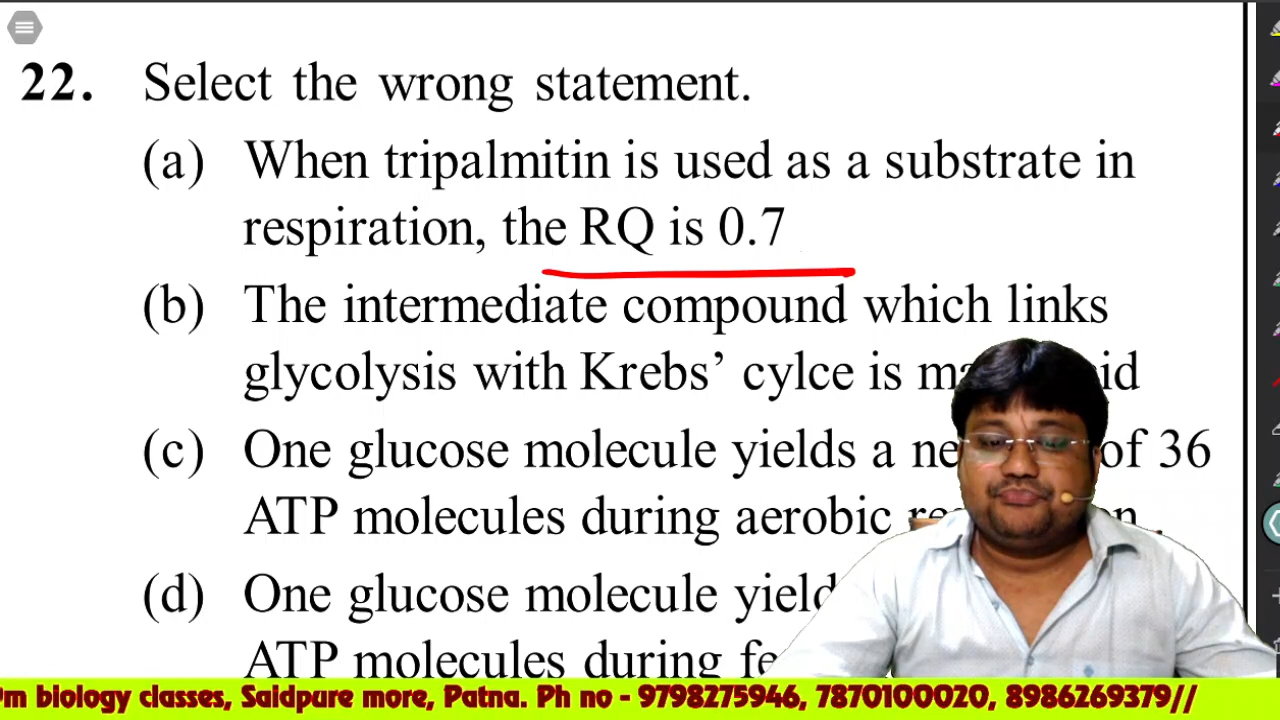 22. Select the wrong statement.
(a) When tripalmitin is used as a substrate in
respiration, the RQ is 0.7
(b) The intermediate compound which links
glycolysis with Krebs’ cylce is
(c) One glucose molecule yields a of 36
ATP molecules during aerobic
(d) One glucose molecule
ATP molecules during
biology classes, Saidpure more, Patna. Ph no - 9798275946, 7870100020, 8986269379//